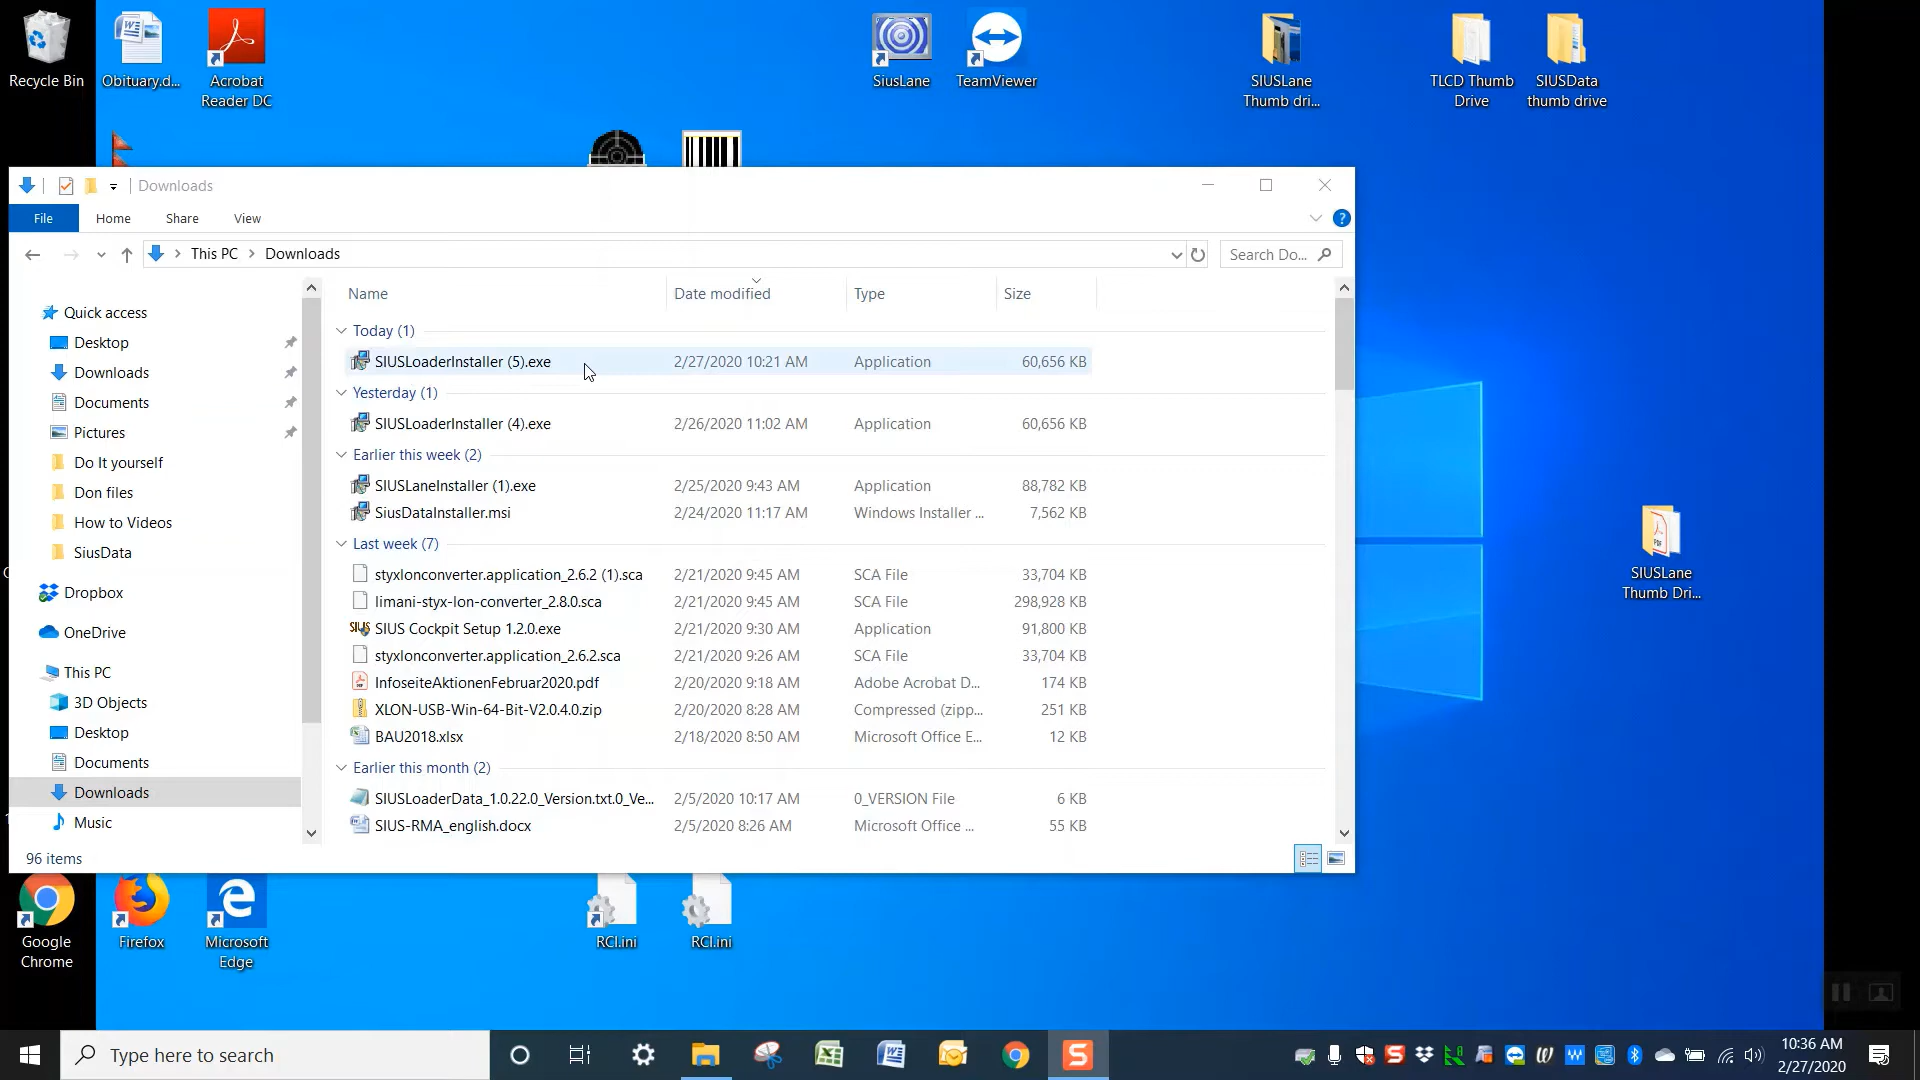 Recycle Bin
Obituary.d...
Acrobat
Reader DC
SiusLane
TeamViewer
SIUSLane
Thumb dri...
TLCD Thumb
Drive
SIUSData
thumb drive
Downloads
File
Home
Share
View
This PC
Downloads
Search Do...
Name
Date modified
Type
Size
Quick access
Desktop
Downloads
Documents
Pictures
Do It yourself
Don files
How to Videos
SiusData
Dropbox
OneDrive
This PC
3D Objects
Desktop
Documents
Downloads
Music
Today (1)
SIUSLoaderInstaller (5).exe 2/27/2020 10:21 AM Application 60,656 KB
Yesterday (1)
SIUSLoaderInstaller (4).exe 2/26/2020 11:02 AM Application 60,656 KB
Earlier this week (2)
SIUSLaneInstaller (1).exe 2/25/2020 9:43 AM Application 88,782 KB
SiusDataInstaller.msi 2/24/2020 11:17 AM Windows Installer ... 7,562 KB
Last week (7)
styxlonconverter.application_2.6.2 (1).sca 2/21/2020 9:45 AM SCA File 33,704 KB
limani-styx-lon-converter_2.8.0.sca 2/21/2020 9:45 AM SCA File 298,928 KB
SIUS Cockpit Setup 1.2.0.exe 2/21/2020 9:30 AM Application 91,800 KB
styxlonconverter.application_2.6.2.sca 2/21/2020 9:26 AM SCA File 33,704 KB
InfoseiteAktionenFebruar2020.pdf 2/20/2020 9:18 AM Adobe Acrobat D... 174 KB
XLON-USB-Win-64-Bit-V2.0.4.0.zip 2/20/2020 8:28 AM Compressed (zipp... 251 KB
BAU2018.xlsx 2/18/2020 8:50 AM Microsoft Office E... 12 KB
Earlier this month (2)
SIUSLoaderData_1.0.22.0_Version.txt.0_Ve... 2/5/2020 10:17 AM 0_VERSION File 6 KB
SIUS-RMA_english.docx 2/5/2020 8:26 AM Microsoft Office ... 55 KB
96 items
SIUSLane
Thumb Dri...
Google
Chrome
Firefox
Microsoft
Edge
RCI.ini
RCI.ini
Type here to search
10:36 AM
2/27/2020